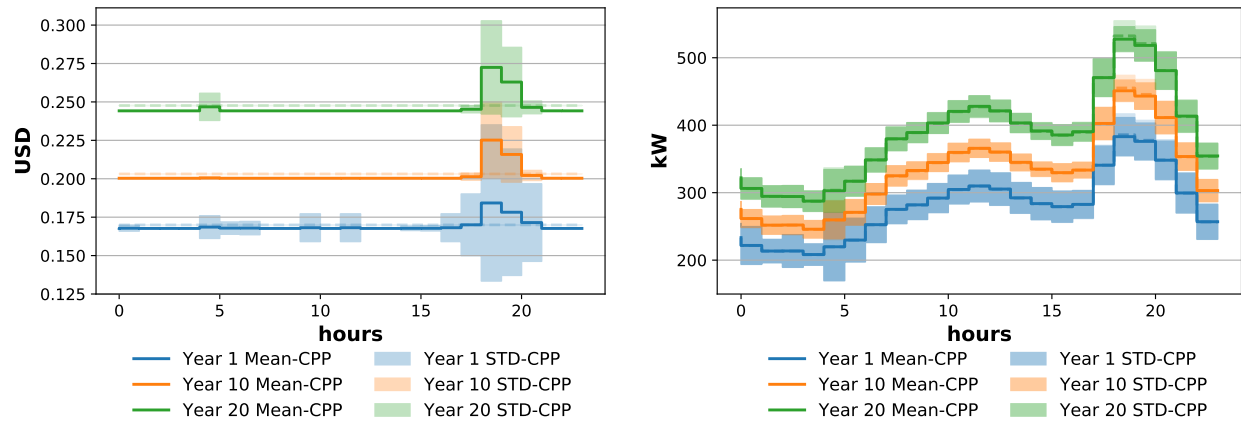 USD
0.300
0.275
0.250
0.225
0.200
0.175
0.150
0.125
0 5 10 15 20
hours
Year 1 Mean-CPP Year 1 STD-CPP
Year 10 Mean-CPP Year 10 STD-CPP
Year 20 Mean-CPP Year 20 STD-CPP
kW
500
400
300
200
0 5 10 15 20
hours
Year 1 Mean-CPP Year 1 STD-CPP
Year 10 Mean-CPP Year 10 STD-CPP
Year 20 Mean-CPP Year 20 STD-CPP